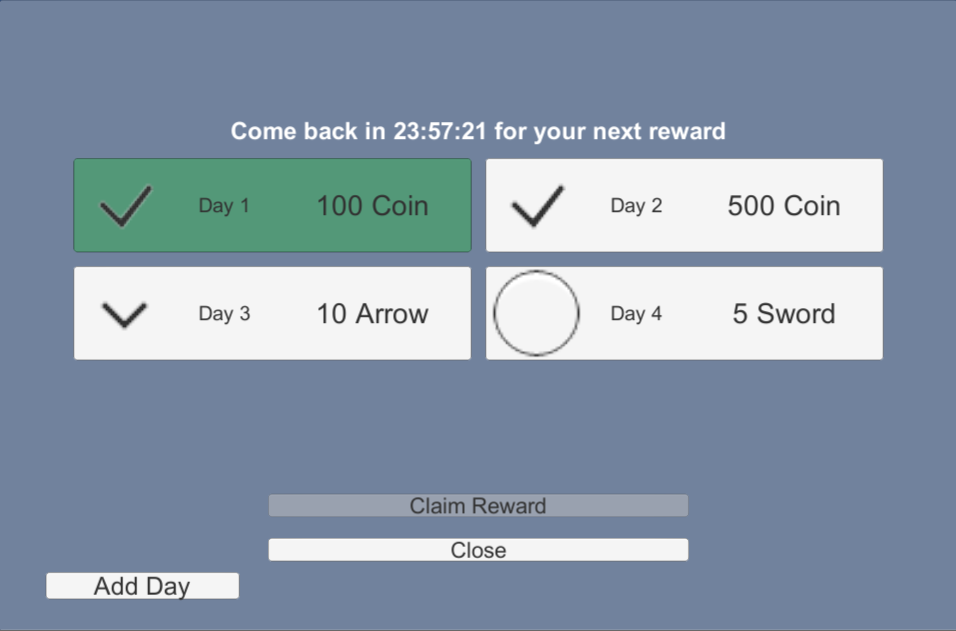 Come back in 23:57:21 for your next reward
Day 1 100 Coin
Day 2 500 Coin
Day 3 10 Arrow
Day 4 5 Sword
Claim Reward
Close
Add Day